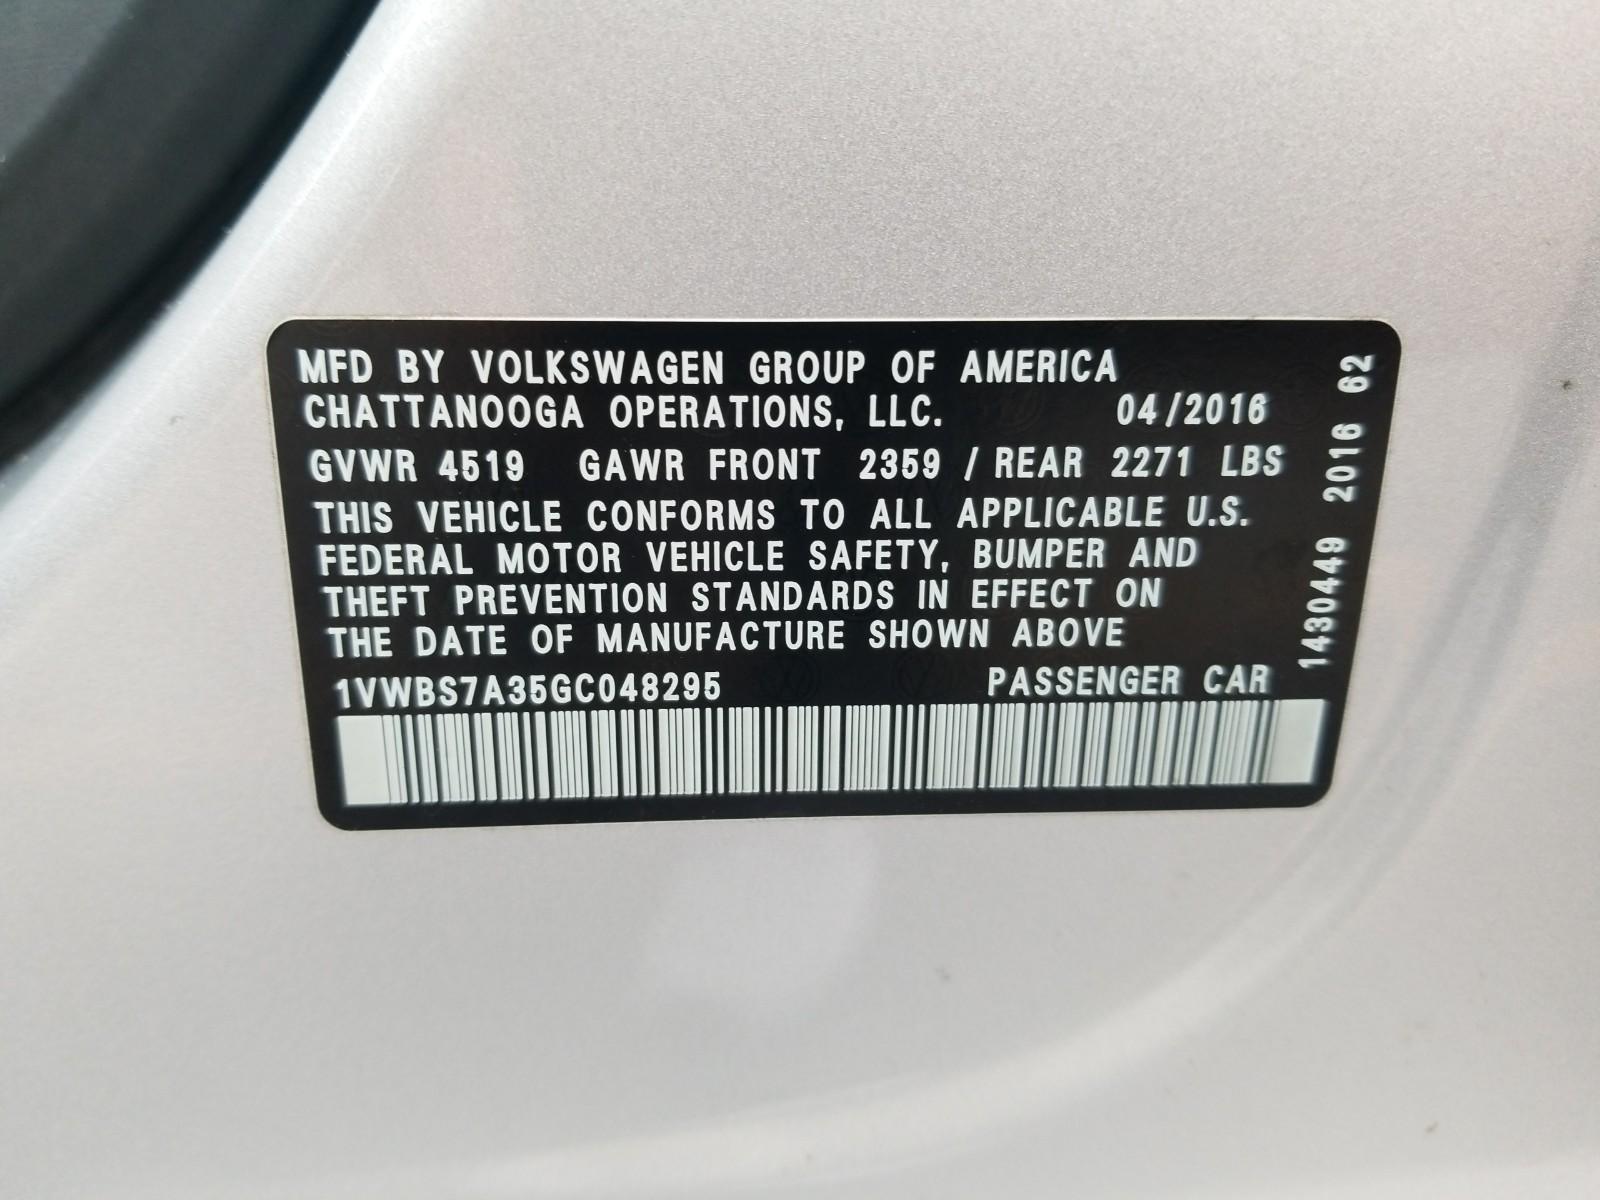 MFD BY VOLKSWAGEN GROUP OF AMERICA
CHATTANOOGA OPERATIONS, LLC. 04/2016
GVWR 4519 GAWR FRONT 2359 / REAR 2271 LBS
THIS VEHICLE CONFORMS TO ALL APPLICABLE U.S.
FEDERAL MOTOR VEHICLE SAFETY, BUMPER AND
THEFT PREVENTION STANDARDS IN EFFECT ON
THE DATE OF MANUFACTURE SHOWN ABOVE
1VWBS7A35GC048295 PASSENGER CAR
1430449 2016 62